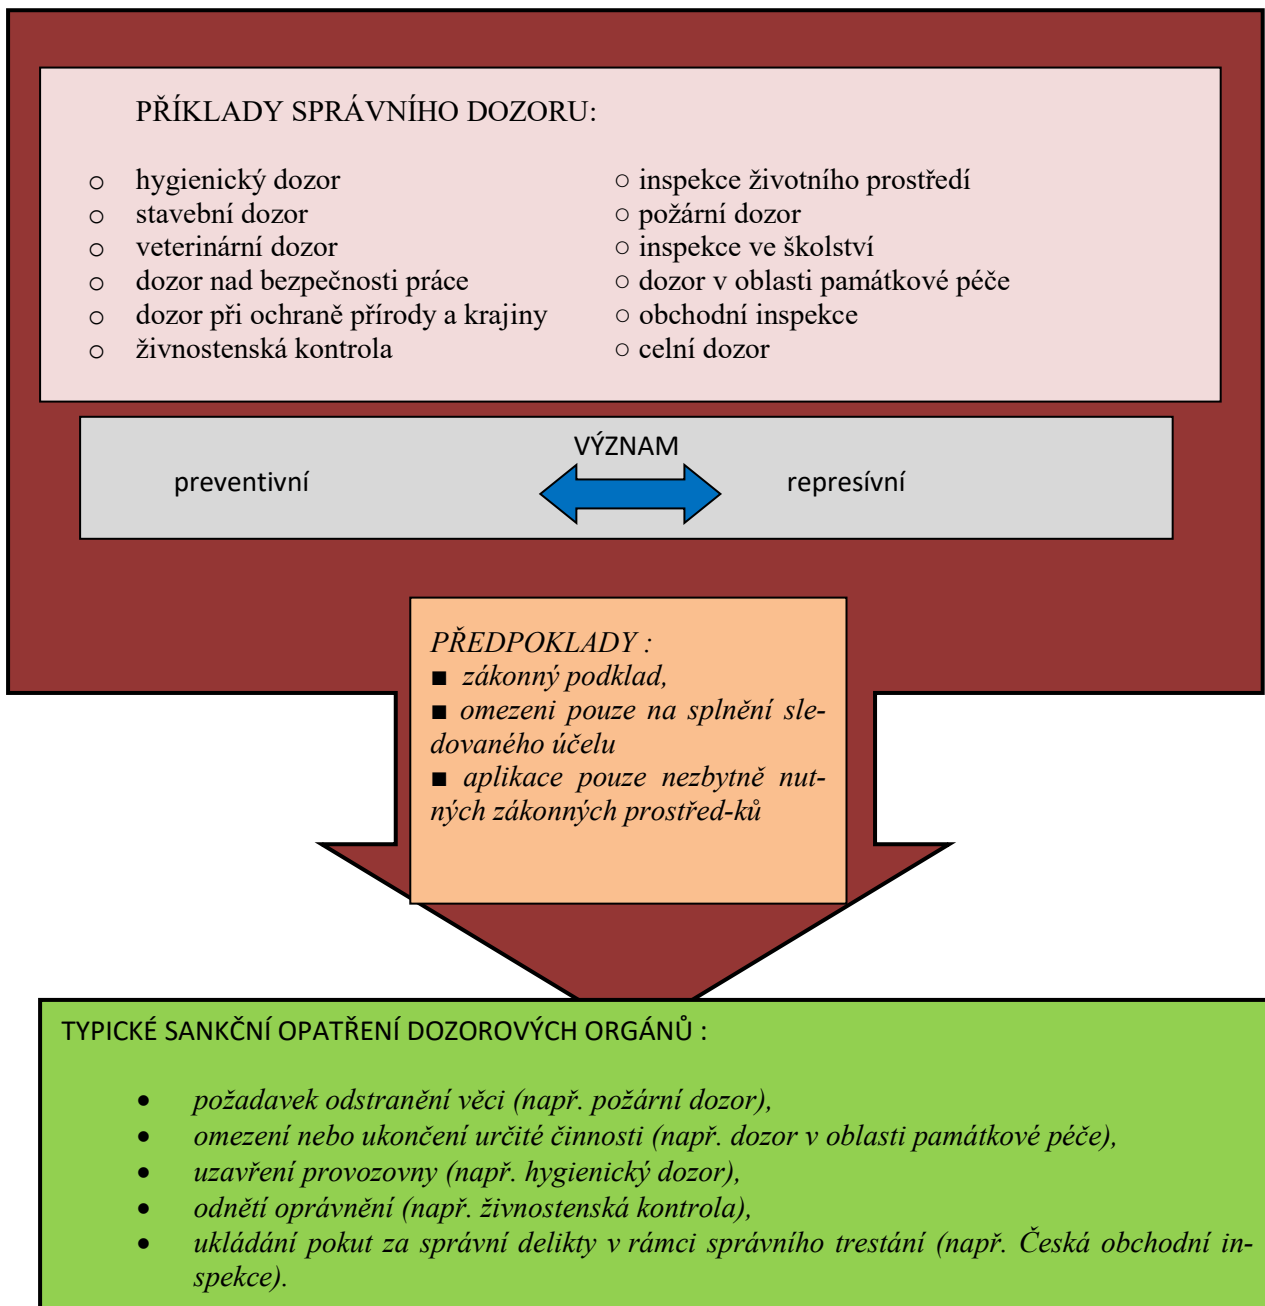 PŘÍKLADY SPRÁVNÍHO DOZORU:
o hygienický dozor
o stavební dozor
o veterinární dozor
o dozor nad bezpečnosti práce
o dozor při ochraně přírody a krajiny
o živnostenská kontrola
○ inspekce životního prostředí
○ požární dozor
○ inspekce ve školství
○ dozor v oblasti památkové péče
○ obchodní inspekce
○ celní dozor
VÝZNAM
preventivní
represívní
PŘEDPOKLADY :
■ zákonný podklad,
■ omezeni pouze na splnění sle-
dovaného účelu
■ aplikace pouze nezbytně nut-
ných zákonných prostřed-ků
TYPICKÉ SANKČNÍ OPATŘENÍ DOZOROVÝCH ORGÁNŮ :
• požadavek odstranění věci (např. požární dozor),
• omezení nebo ukončení určité činnosti (např. dozor v oblasti památkové péče),
• uzavření provozovny (např. hygienický dozor),
• odnětí oprávnění (např. živnostenská kontrola),
• ukládání pokut za správní delikty v rámci správního trestání (např. Česká obchodní in-
spekce).